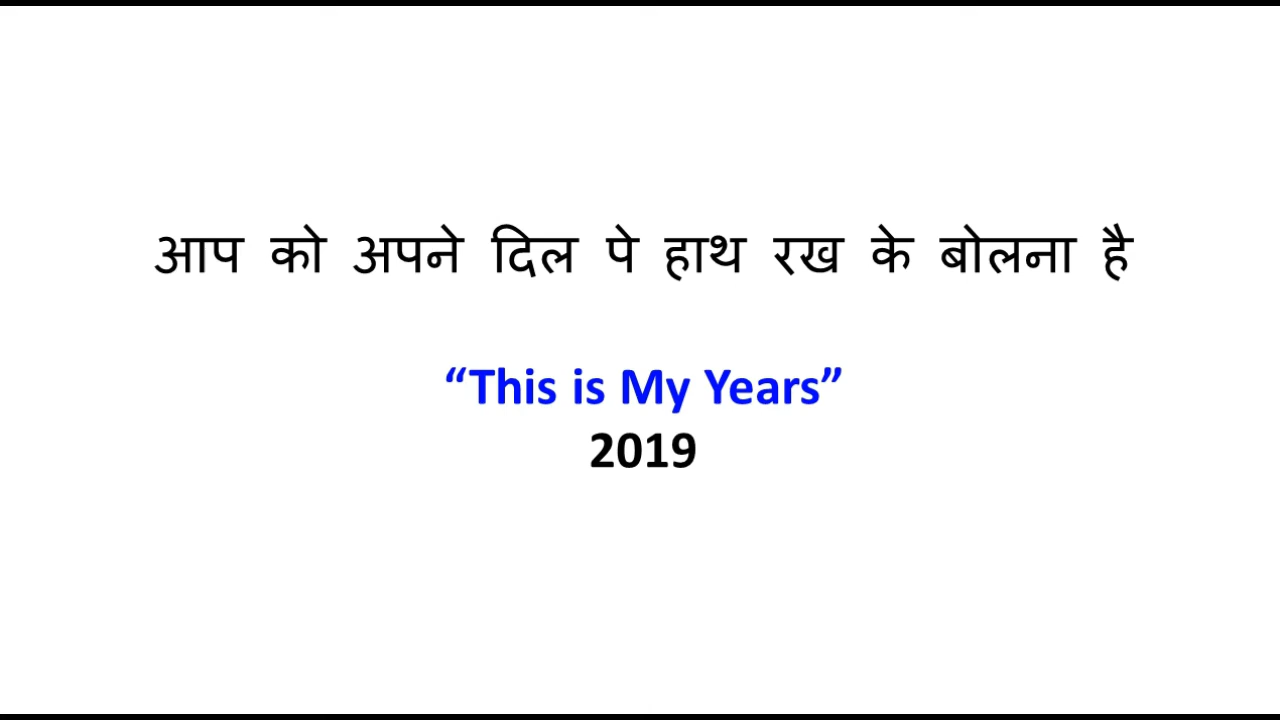 आप को अपने दिल पे हाथ रख के बोलना है
“This is My Years”
2019